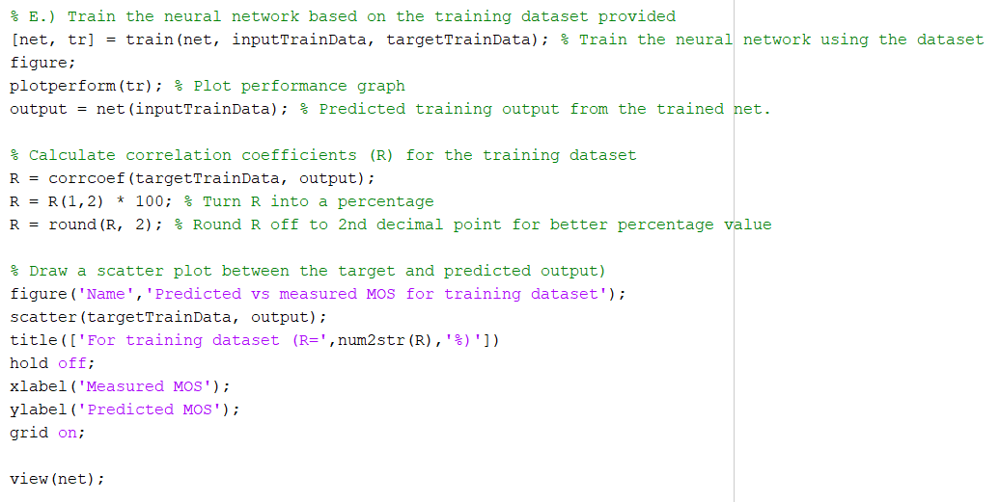 % E.) Train the neural network based on the training dataset provided
[net, tr] = train(net, inputTrainData, targetTrainData); % Train the neural network using the dataset
figure;
plotperform(tr); % Plot performance graph
output = net(inputTrainData); % Predicted training output from the trained net.
% Calculate correlation coefficients (R) for the training dataset
R = corrcoef(targetTrainData, output);
R = R(1,2) * 100; % Turn R into a percentage
R = round(R, 2); % Round R off to 2nd decimal point for better percentage value
% Draw a scatter plot between the target and predicted output)
figure('Name','Predicted vs measured MOS for training dataset');
scatter(targetTrainData, output);
title(['For training dataset (R=',num2str(R),'%)'])
hold off;
xlabel('Measured MOS');
ylabel('Predicted MOS');
grid on;
view(net);